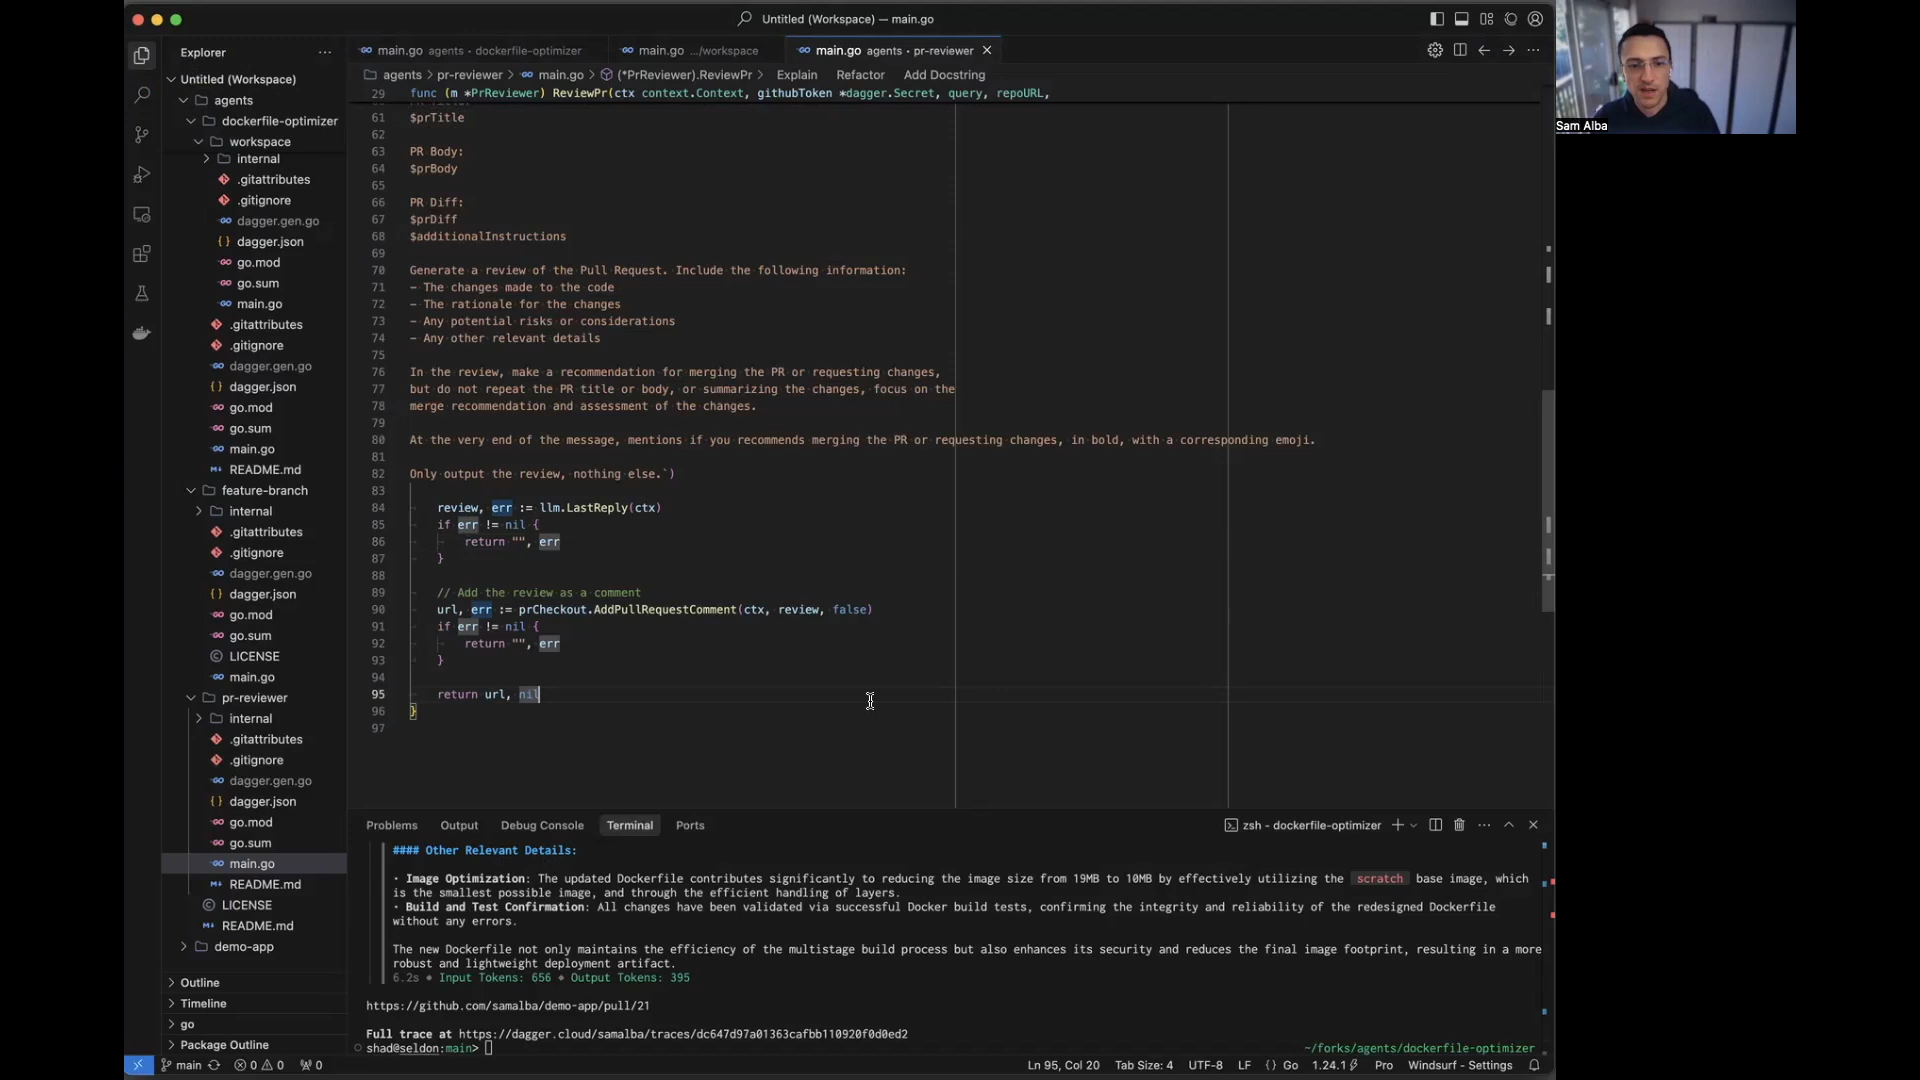 Untitled (Workspace) — main.go
Sam Alba
Explorer
Untitled (Workspace)
agents
dockerfile-optimizer
workspace
internal
.gitattributes
.gitignore
dagger.gen.go
dagger.json
go.mod
go.sum
main.go
.gitattributes
.gitignore
dagger.gen.go
dagger.json
go.mod
go.sum
main.go
README.md
feature-branch
internal
.gitattributes
.gitignore
dagger.gen.go
dagger.json
go.mod
go.sum
LICENSE
main.go
pr-reviewer
internal
.gitattributes
.gitignore
dagger.gen.go
dagger.json
go.mod
go.sum
main.go
README.md
LICENSE
README.md
demo-app
Outline
Timeline
go
Package Outline
main.go agents • dockerfile-optimizer
main.go .../workspace
main.go agents • pr-reviewer
agents > pr-reviewer > main.go > (*PrReviewer).ReviewPr > Explain Refactor Add Docstring
29 func (m *PrReviewer) ReviewPr(ctx context.Context, githubToken *dagger.Secret, query, repoURL,
61 $prTitle
62
63 PR Body:
64 $prBody
65
66 PR Diff:
67 $prDiff
68 $additionalInstructions
69
70 Generate a review of the Pull Request. Include the following information:
71 - The changes made to the code
72 - The rationale for the changes
73 - Any potential risks or considerations
74 - Any other relevant details
75
76 In the review, make a recommendation for merging the PR or requesting changes,
77 but do not repeat the PR title or body, or summarizing the changes, focus on the
78 merge recommendation and assessment of the changes.
79
80 At the very end of the message, mentions if you recommends merging the PR or requesting changes, in bold, with a corresponding emoji.
81
82 Only output the review, nothing else.`)
83
84 review, err := llm.LastReply(ctx)
85 if err != nil {
86 return "", err
87 }
88
89 // Add the review as a comment
90 url, err := prCheckout.AddPullRequestComment(ctx, review, false)
91 if err != nil {
92 return "", err
93 }
94
95 return url, nil
96 }
97
Problems Output Debug Console Terminal Ports
zsh - dockerfile-optimizer
#### Other Relevant Details:
• Image Optimization: The updated Dockerfile contributes significantly to reducing the image size from 19MB to 10MB by effectively utilizing the scratch base image, which
is the smallest possible image, and through the efficient handling of layers.
• Build and Test Confirmation: All changes have been validated via successful Docker build tests, confirming the integrity and reliability of the redesigned Dockerfile
without any errors.
The new Dockerfile not only maintains the efficiency of the multistage build process but also enhances its security and reduces the final image footprint, resulting in a more
robust and lightweight deployment artifact.
6.2s ◆ Input Tokens: 656 ◆ Output Tokens: 395
https://github.com/samalba/demo-app/pull/21
Full trace at https://dagger.cloud/samalba/traces/dc647d97a01363cafbb110920f0d0ed2
shad@seldon:main>
~/forks/agents/dockerfile-optimizer
main 0 0 0
Ln 95, Col 20 Tab Size: 4 UTF-8 LF {} Go 1.24.1 Pro Windsurf - Settings